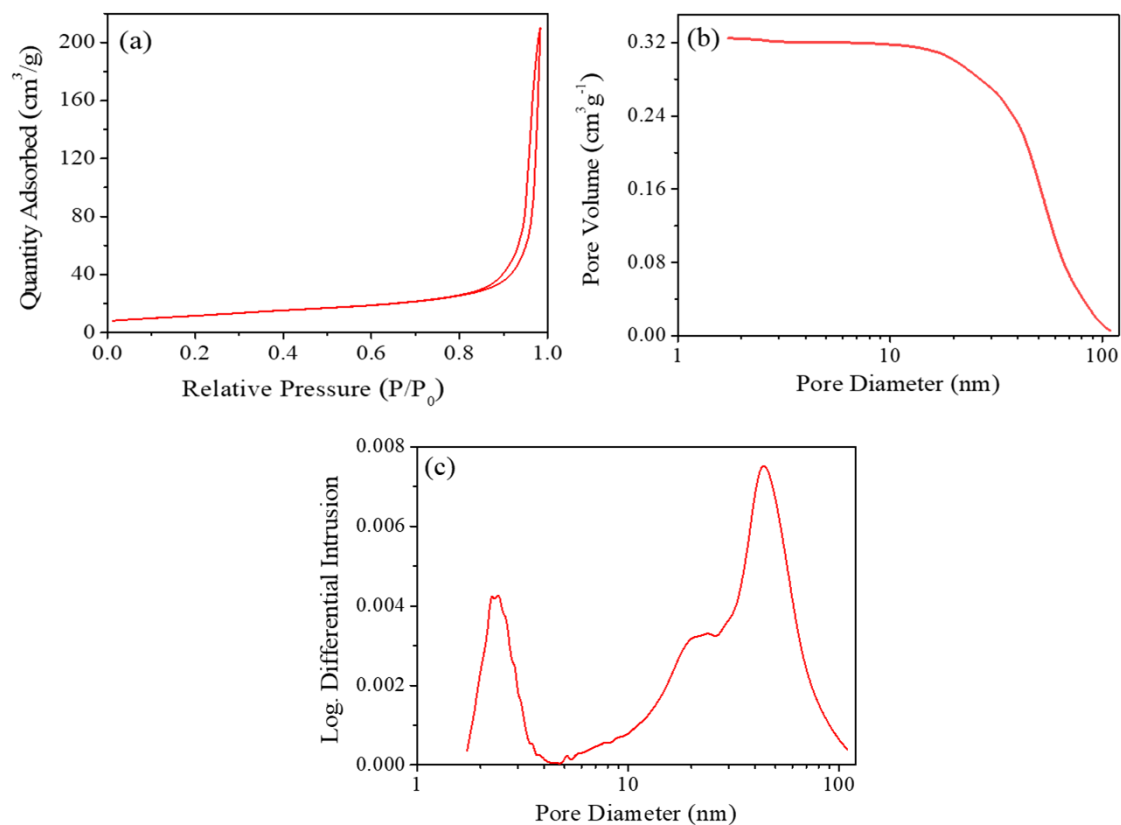 (a)
Quantity Adsorbed (cm³/g)
200
160
120
80
40
0
0.0 0.2 0.4 0.6 0.8 1.0
Relative Pressure (P/P₀)
(b)
Pore Volume (cm³ g⁻¹)
0.32
0.24
0.16
0.08
0.00
1 10 100
Pore Diameter (nm)
(c)
Log. Differential Intrusion
0.008
0.006
0.004
0.002
0.000
1 10 100
Pore Diameter (nm)